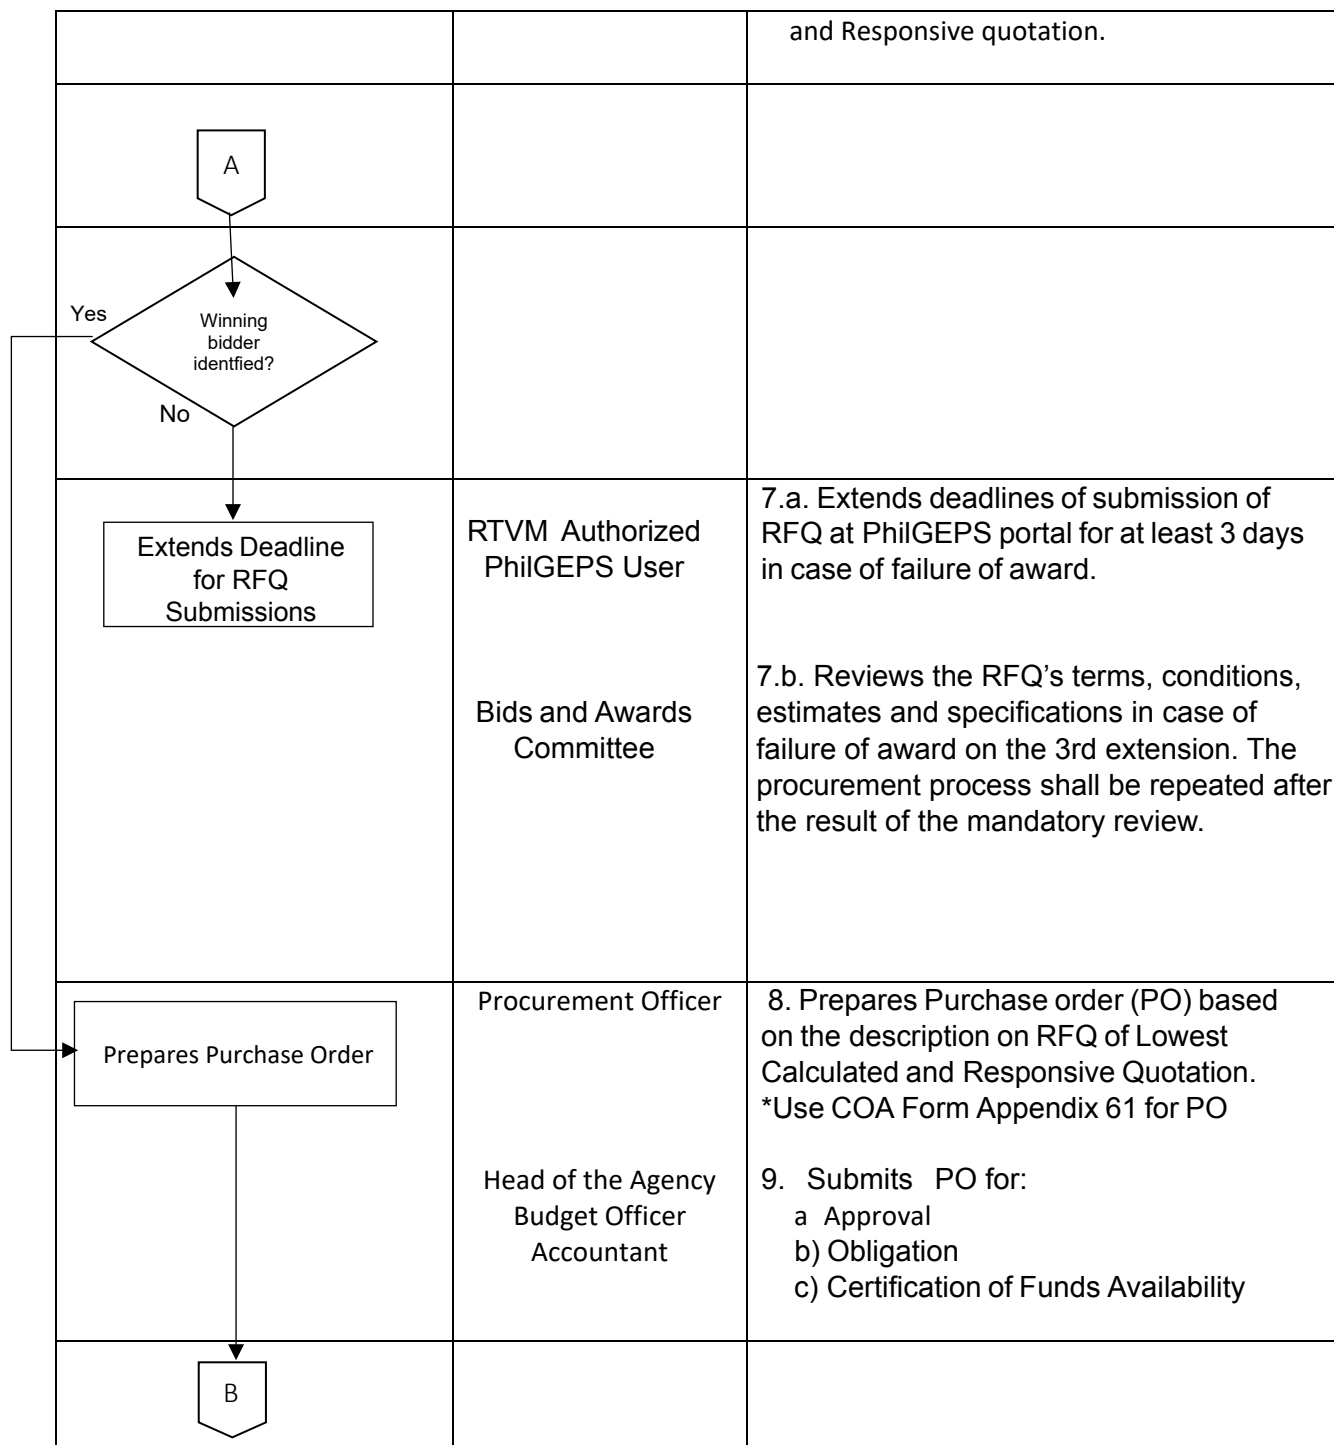 and Responsive quotation.
A
Yes
Winning
bidder
identfied?
No
Extends Deadline
for RFQ
Submissions
RTVM Authorized
PhilGEPS User
7.a. Extends deadlines of submission of
RFQ at PhilGEPS portal for at least 3 days
in case of failure of award.
Bids and Awards
Committee
7.b. Reviews the RFQ’s terms, conditions,
estimates and specifications in case of
failure of award on the 3rd extension. The
procurement process shall be repeated after
the result of the mandatory review.
Prepares Purchase Order
Procurement Officer
8. Prepares Purchase order (PO) based
on the description on RFQ of Lowest
Calculated and Responsive Quotation.
*Use COA Form Appendix 61 for PO
Head of the Agency
Budget Officer
Accountant
9. Submits PO for:
a Approval
b) Obligation
c) Certification of Funds Availability
B